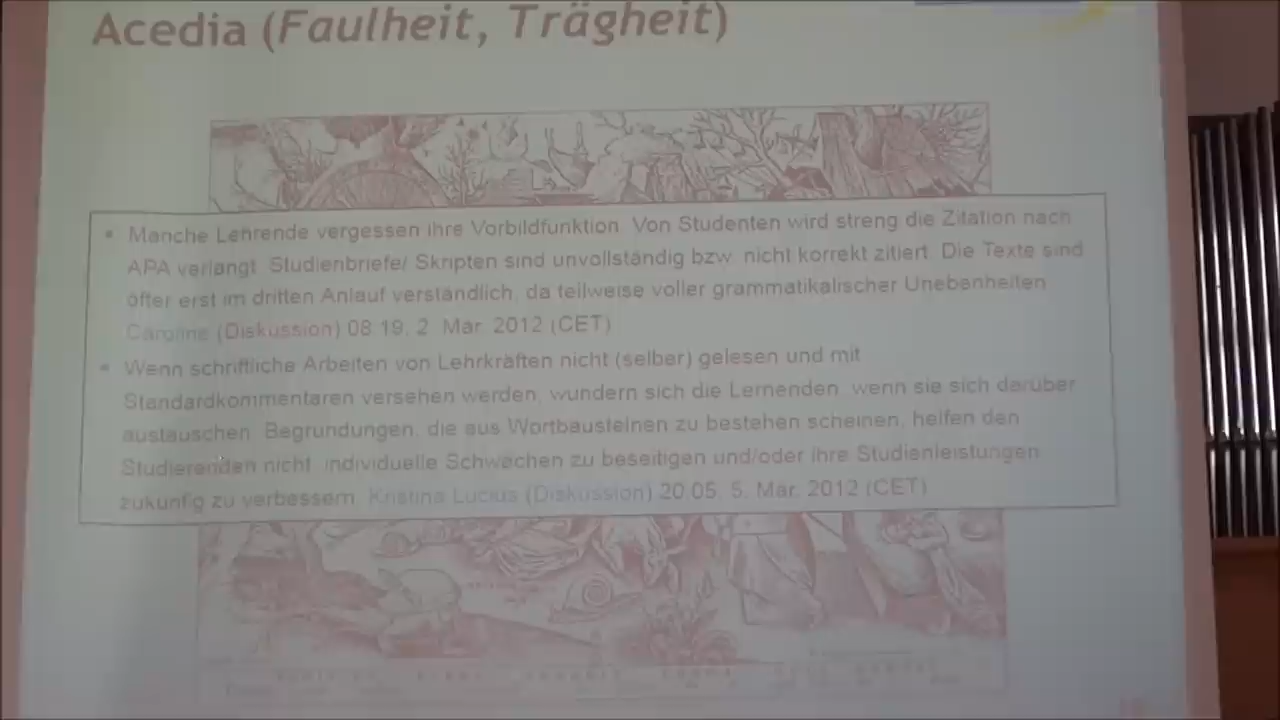 Acedia (Faulheit, Trägheit)
• Manche Lehrende vergessen ihre Vorbildfunktion. Von Studenten wird streng die Zitation nach
APA verlangt. Studienbriefe/ Skripten sind unvollständig bzw. nicht korrekt zitiert. Die Texte sind
öfter erst im dritten Anlauf verständlich, da teilweise voller grammatikalischer Unebenheiten.
Caroline (Diskussion) 08:19, 2. Mär. 2012 (CET)
• Wenn schriftliche Arbeiten von Lehrkräften nicht (selber) gelesen und mit
Standardkommentaren versehen werden, wundern sich die Lernenden, wenn sie sich darüber
austauschen. Begründungen, die aus Wortbausteinen zu bestehen scheinen, helfen den
Studierenden nicht, individuelle Schwächen zu beseitigen und/oder ihre Studienleistungen
zukünfig zu verbessern. Kristina Lucius (Diskussion) 20:05, 5. Mär. 2012 (CET)